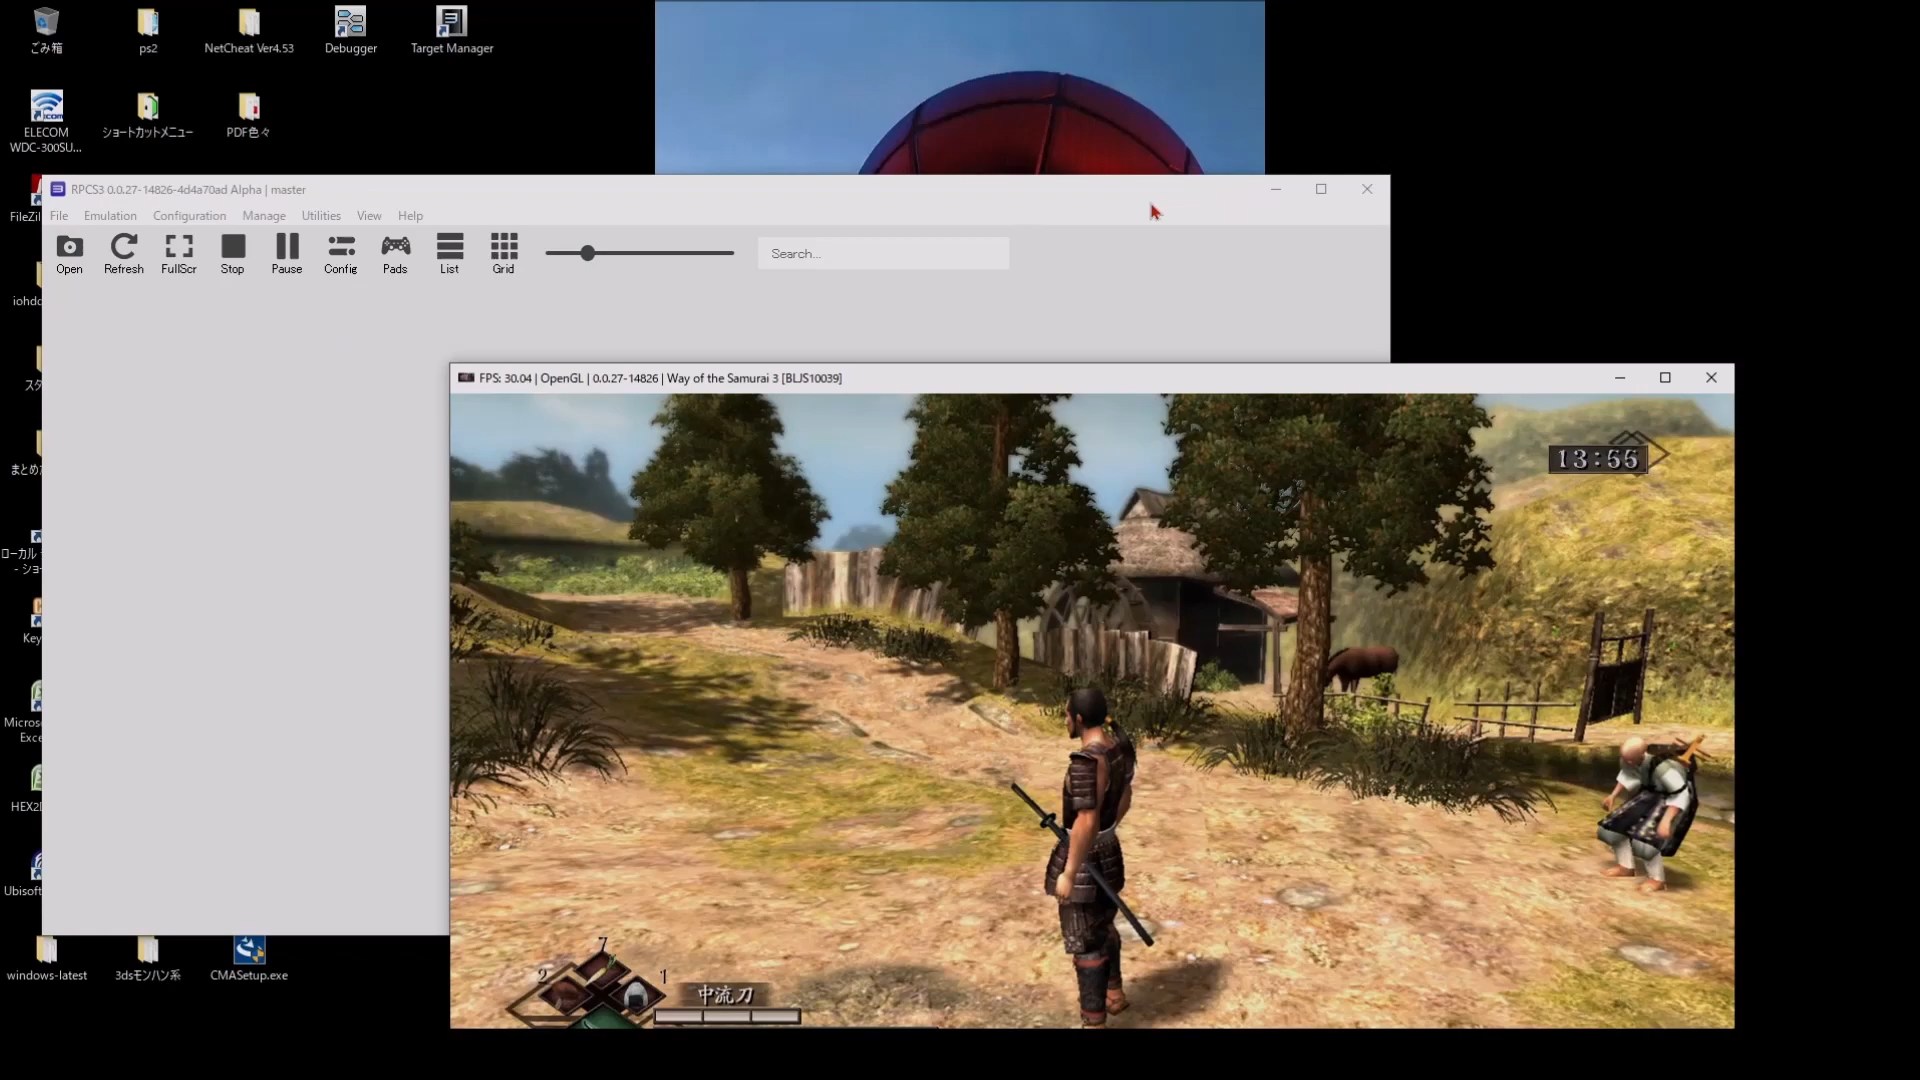 ごみ箱
ps2
NetCheat Ver4.53
Debugger
Target Manager
ELECOM
WDC-300SU...
ショートカットメニュー
PDF色々
RPCS3 0.0.27-14826-4d4a70ad Alpha | master
FileZil
File Emulation Configuration Manage Utilities View Help
Open Refresh FullScr Stop Pause Config Pads List Grid
Search...
iohdc
スタ
FPS: 30.04 | OpenGL | 0.0.27-14826 | Way of the Samurai 3 [BLJS10039]
13:55
まとめ
ローカル
- ショ
Key
Micros
Exce
HEX2
Ubisoft
7
2
1
中流刀
windows-latest
3dsモンハン系
CMASetup.exe